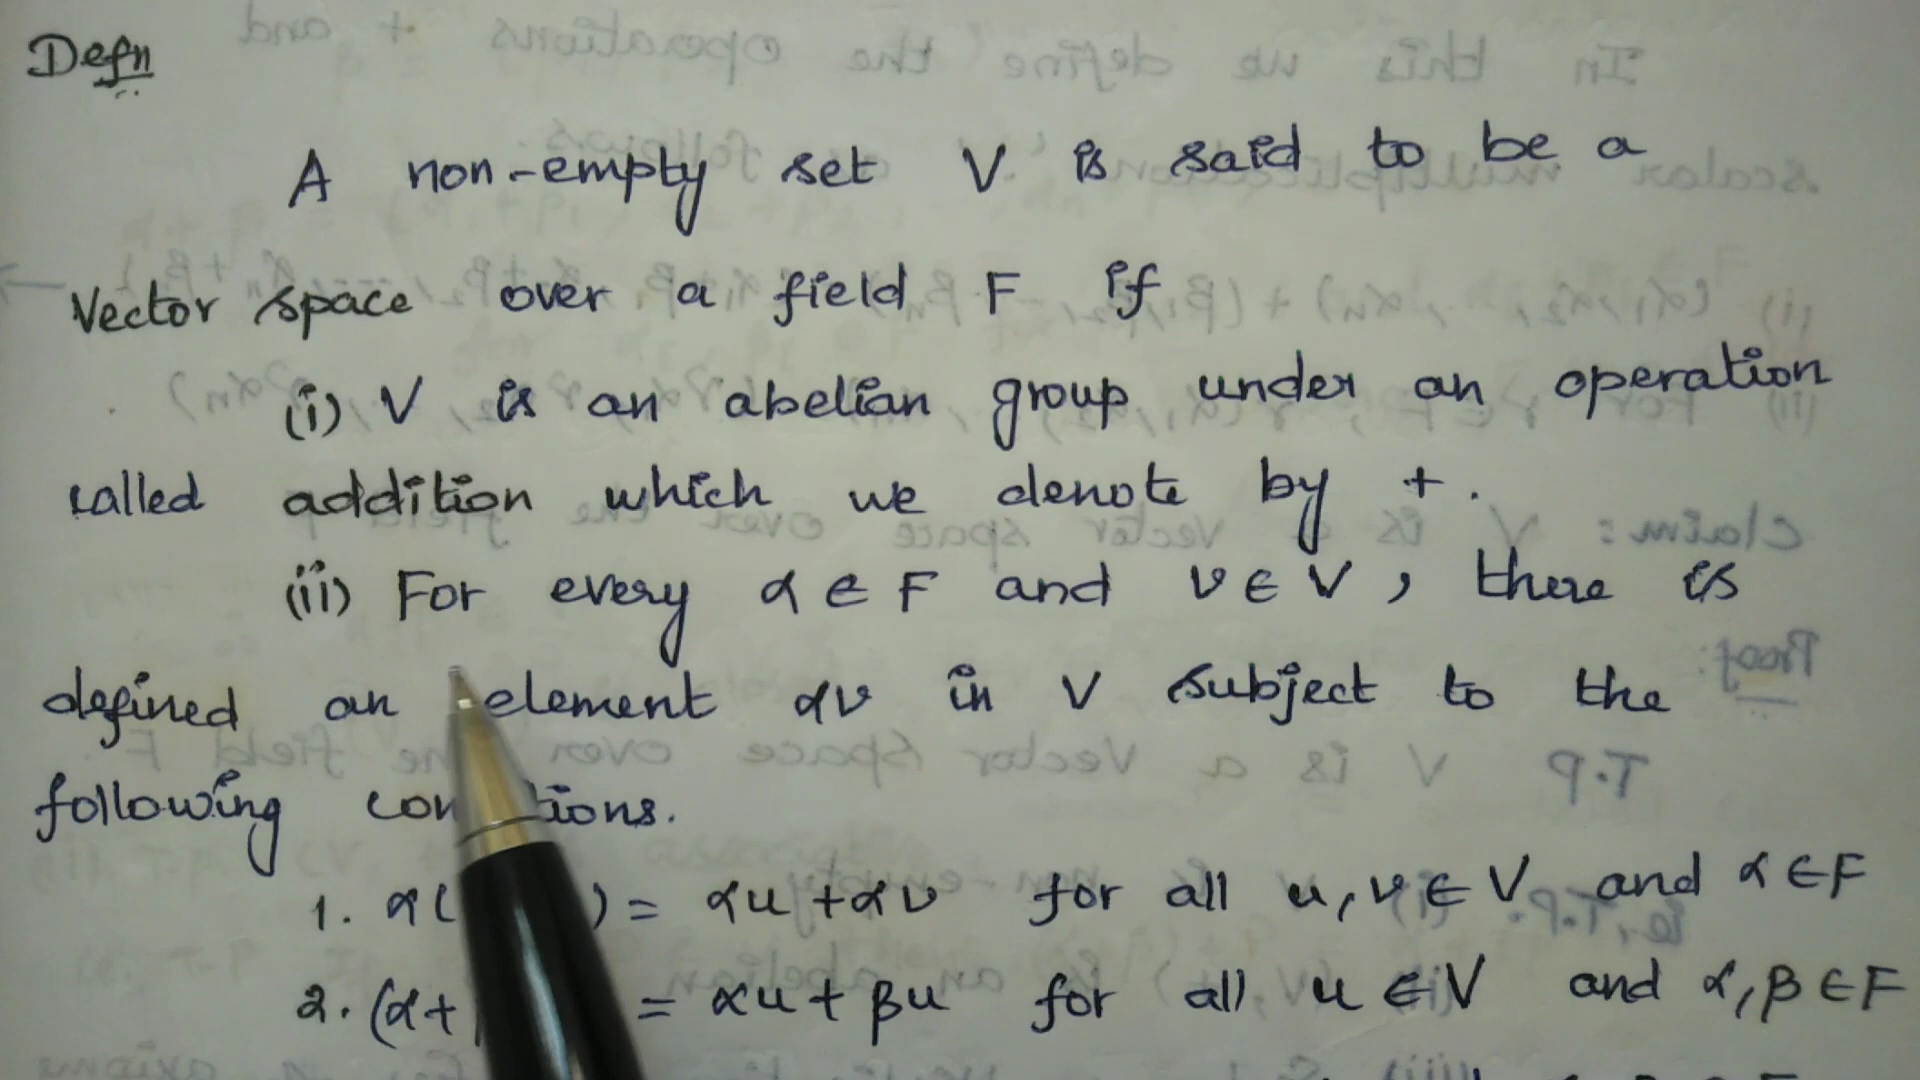 Defn
A non-empty set V is said to be a
Vector space over a field F if
(i) V is an abelian group under an operation
called addition which we denote by +.
(ii) For every α ∈ F and v ∈ V, there is
defined an element αv in V subject to the
following
1. α( ) = αu + αv for all u, v ∈ V and α ∈ F
2. (α+ = αu + βu for all u ∈ V and α, β ∈ F